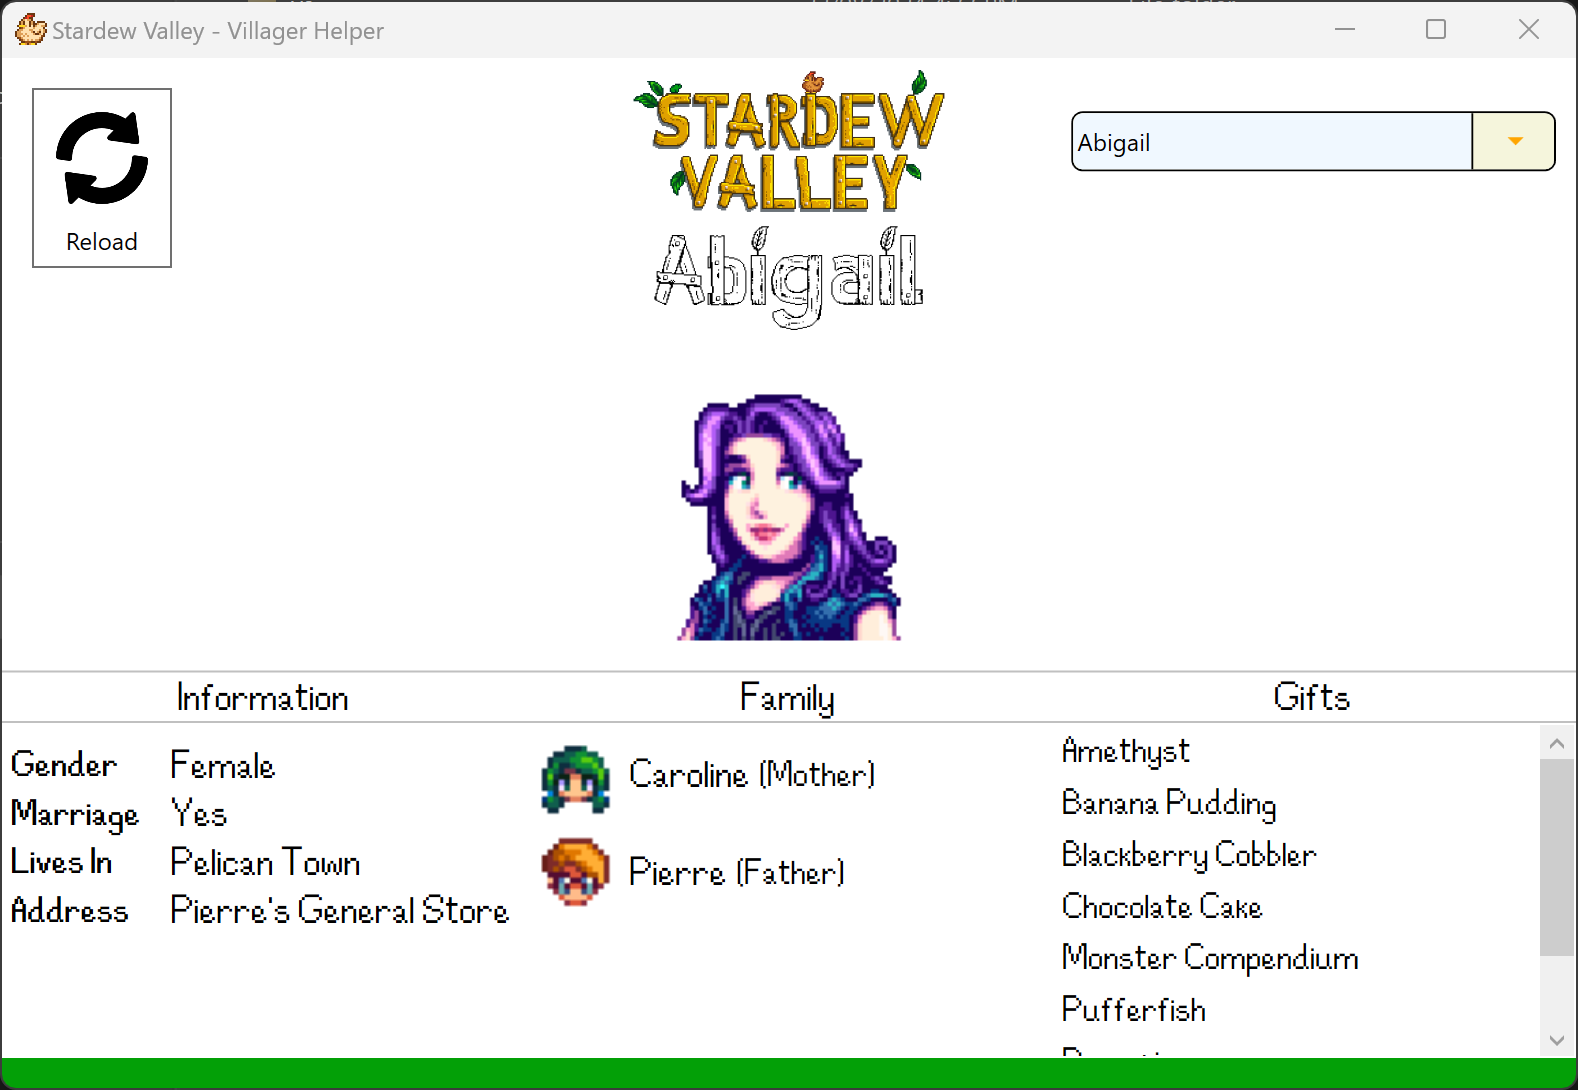 Stardew Valley - Villager Helper
Reload
STARDEW
VALLEY
Abigail
Abigail
Information
Family
Gifts
Gender
Female
Marriage
Yes
Lives In
Pelican Town
Address
Pierre's General Store
Caroline (Mother)
Pierre (Father)
Amethyst
Banana Pudding
Blackberry Cobbler
Chocolate Cake
Monster Compendium
Pufferfish